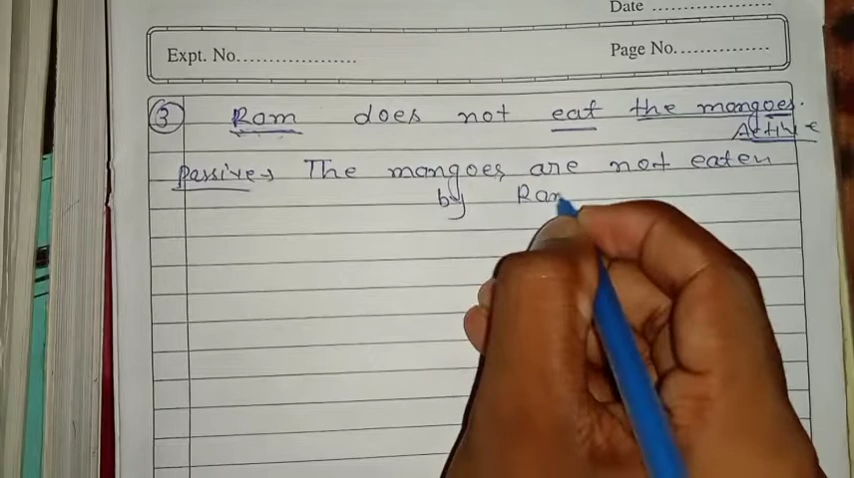 Date ....................
Expt. No.................... Page No................
③ Ram does not eat the mangoes.
Active
Passive → The mangoes are not eaten
by Ram